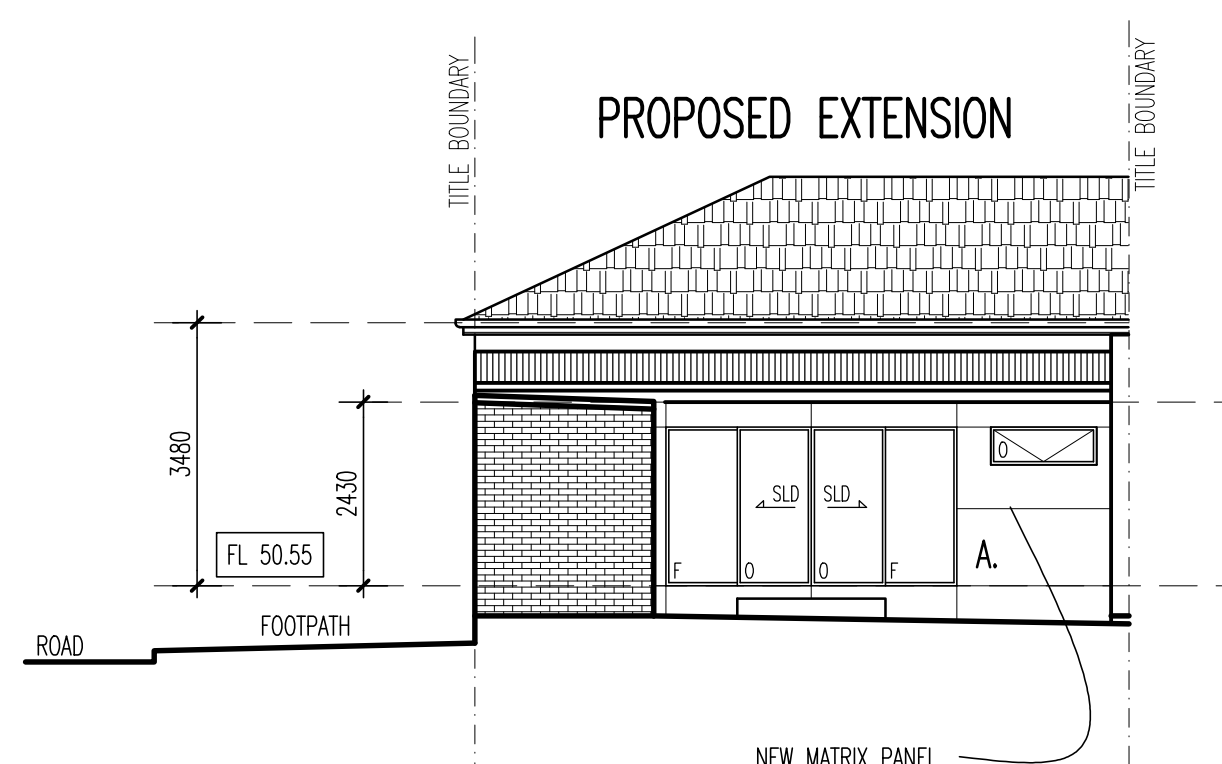 TITLE BOUNDARY
TITLE BOUNDARY
PROPOSED EXTENSION
3480
2430
FL 50.55
O
SLD
SLD
F
O
O
F
A.
FOOTPATH
ROAD
NEW MATRIX PANEL